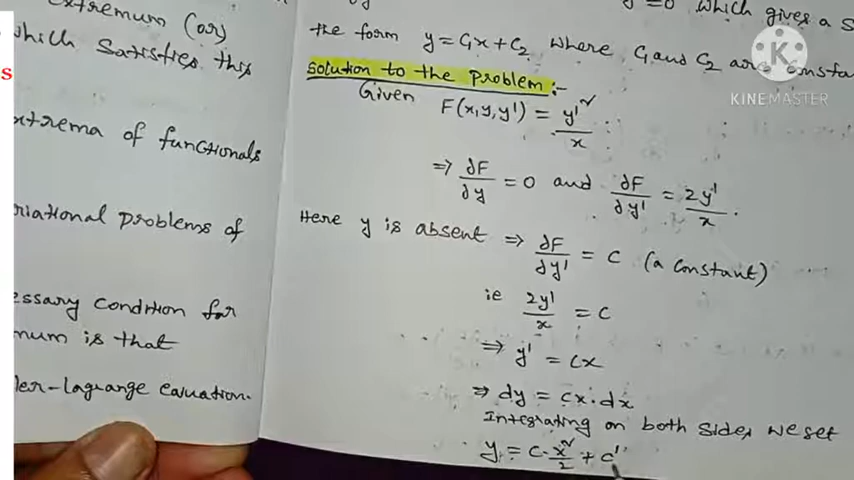 extremum (or)
which Satisfies this
s
xtrema of functionals
riational problems of
essary condition for
mum is that
ler-lagrange equation.
y =0 which gives a s
the form y = C₁x + C₂ where C₁ and C₂ are consta
Solution to the problem :-
Given F(x, y, y') = y'²/x
⇒ ∂F/∂y = 0 and ∂F/∂y' = 2y'/x .
Here y is absent ⇒ ∂F/∂y' = C (a constant)
ie 2y'/x = C
⇒ y' = cx
⇒ dy = cx. dx
Integrating on both sides we get
y = c. x²/2 + c'
KINEMASTER